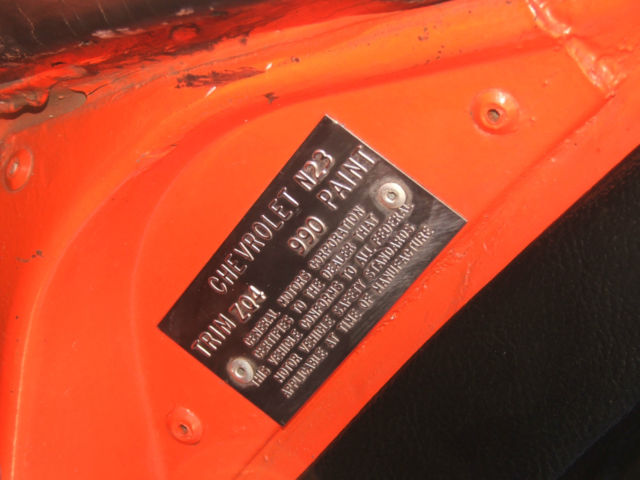 CHEVROLET N23
TRIM Z04 990 PAINT
GENERAL MOTORS CORPORATION
CERTIFIES TO THE DEALER THAT
THIS VEHICLE CONFORMS TO ALL FEDERAL
MOTOR VEHICLE SAFETY STANDARDS
APPLICABLE AT TIME OF MANUFACTURE